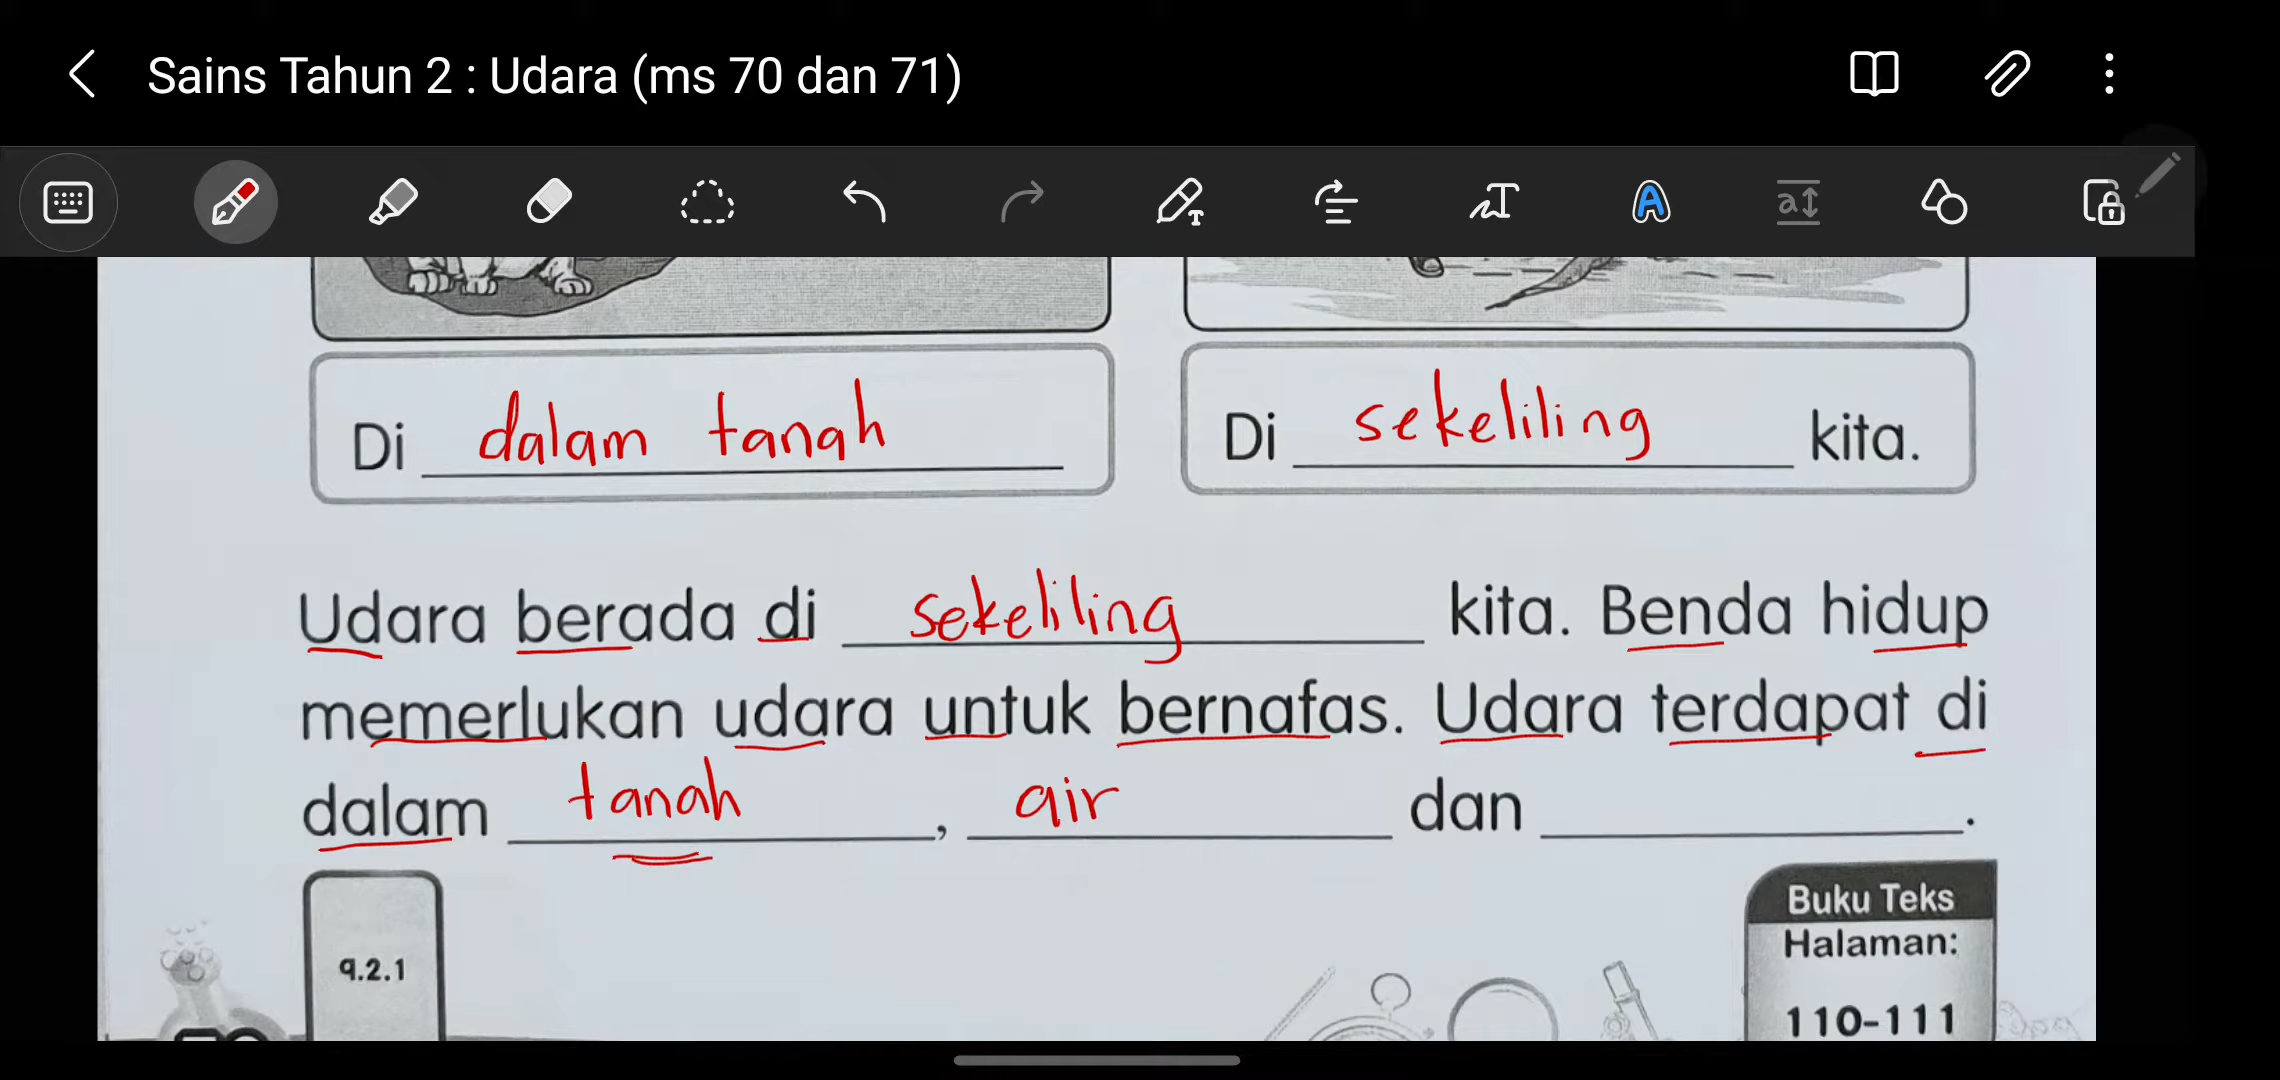 Sains Tahun 2 : Udara (ms 70 dan 71)
Di dalam tanah
Di sekeliling kita.
Udara berada di sekeliling kita. Benda hidup
memerlukan udara untuk bernafas. Udara terdapat di
dalam tanah, air dan .
9.2.1
Buku Teks
Halaman:
110-111